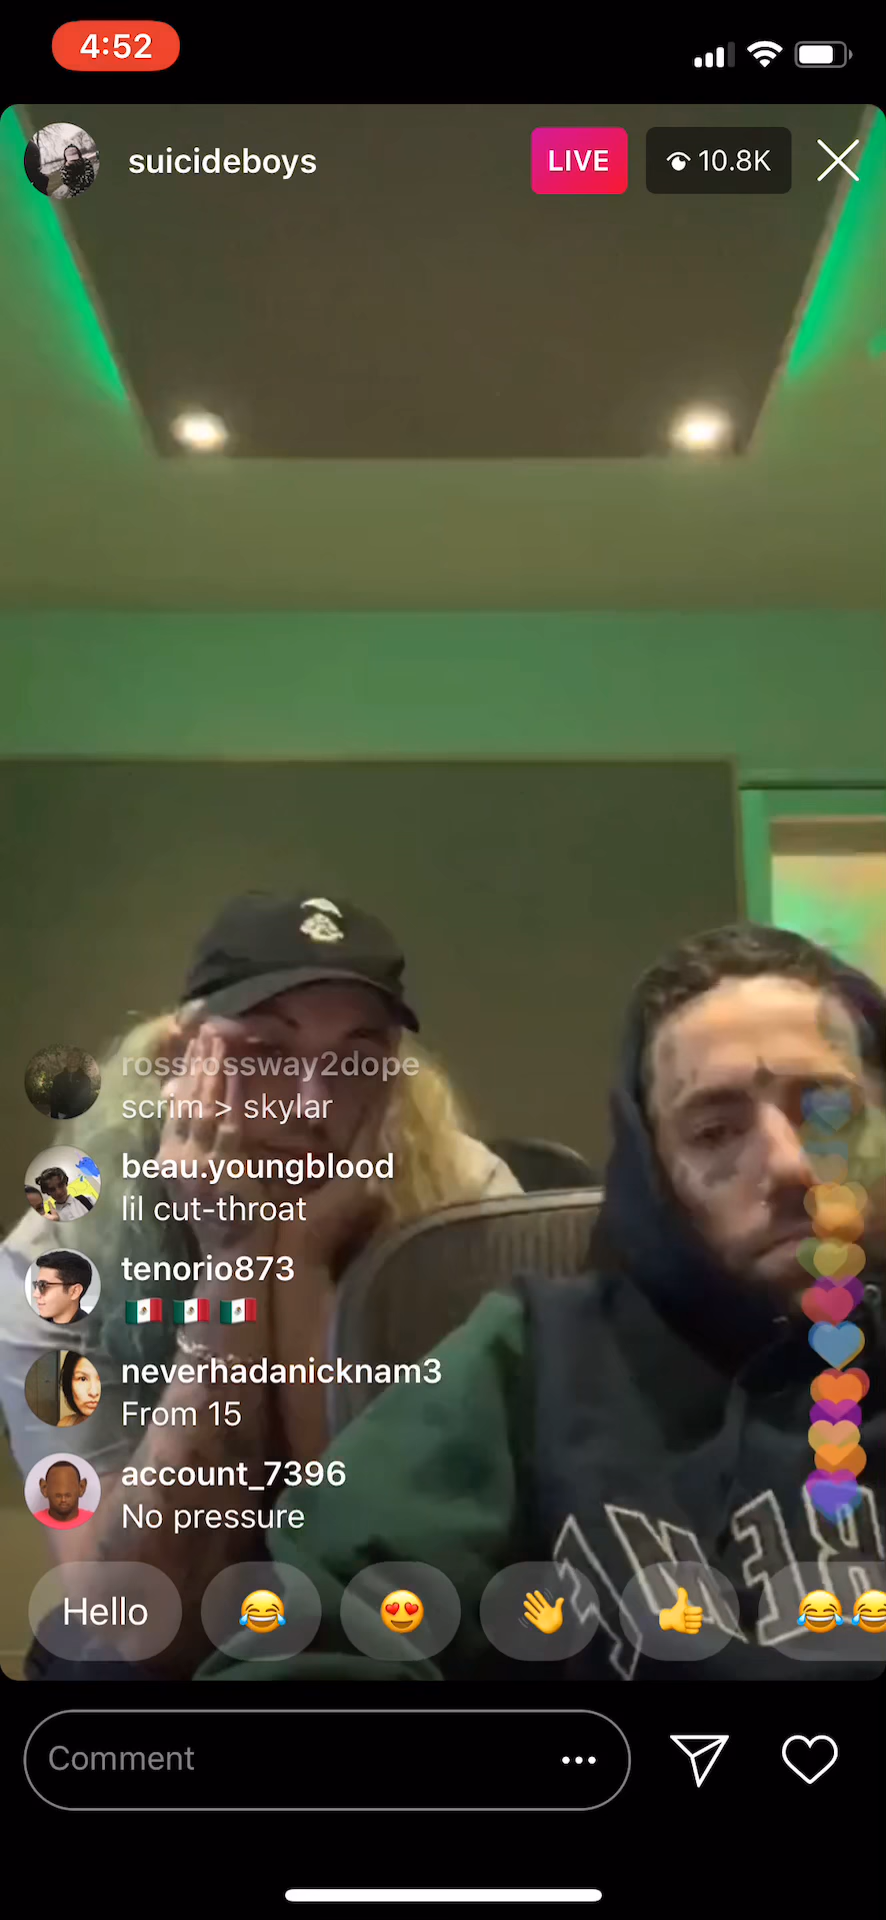 4:52
suicideboys
LIVE
10.8K
rossrossway2dope
scrim > skylar
beau.youngblood
lil cut-throat
tenorio873
🇲🇽 🇲🇽 🇲🇽
neverhadanicknam3
From 15
account_7396
No pressure
Hello
Comment